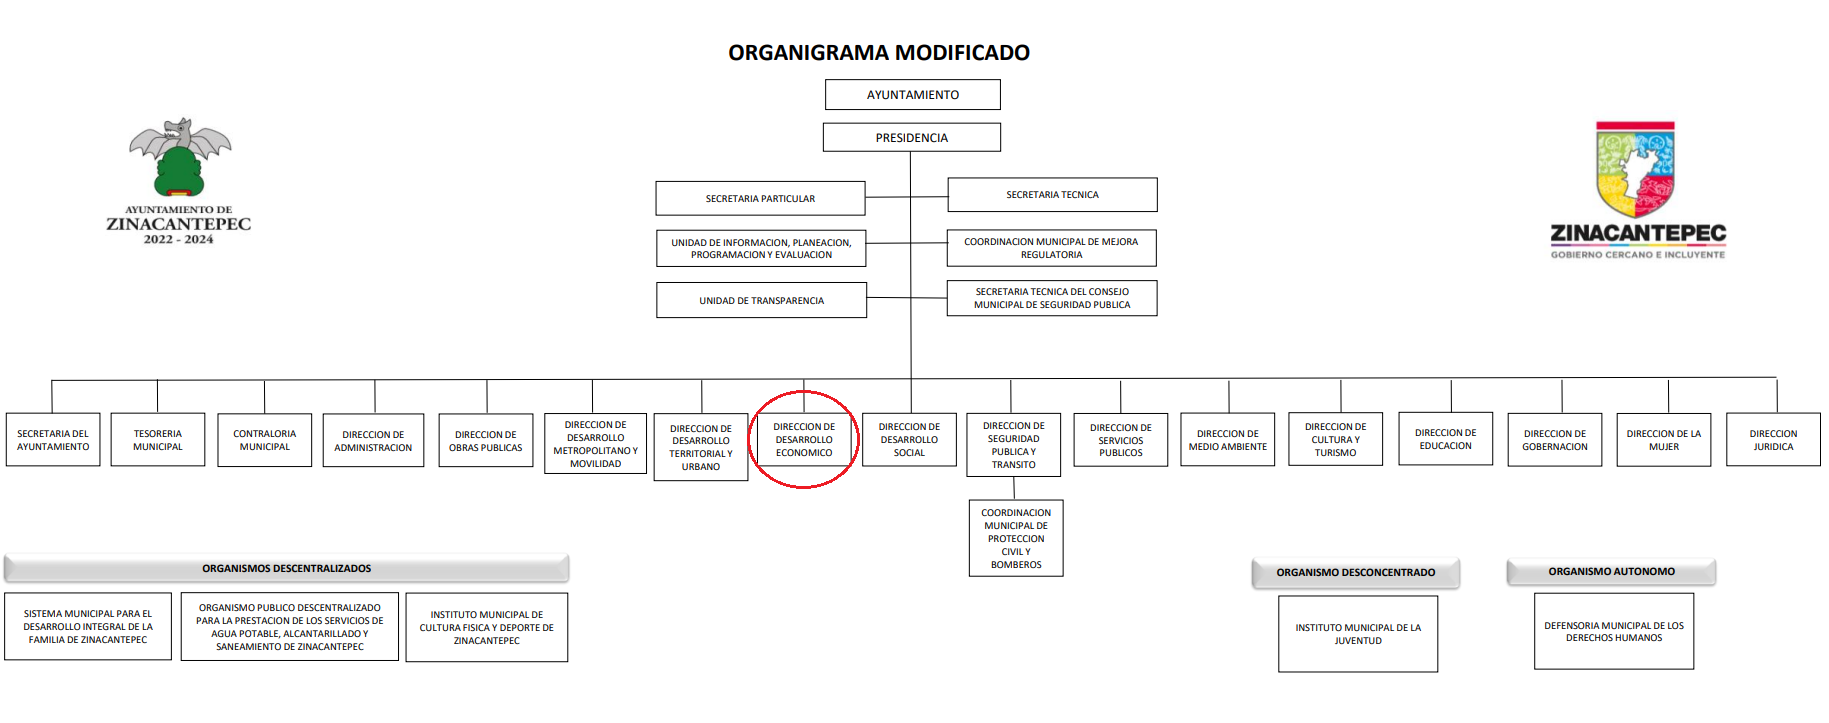 ORGANIGRAMA MODIFICADO
AYUNTAMIENTO
PRESIDENCIA
AYUNTAMIENTO DE
ZINACANTEPEC
2022 - 2024
ZINACANTEPEC
GOBIERNO CERCANO E INCLUYENTE
SECRETARIA PARTICULAR
SECRETARIA TECNICA
UNIDAD DE INFORMACION, PLANEACION,
PROGRAMACION Y EVALUACION
COORDINACION MUNICIPAL DE MEJORA
REGULATORIA
UNIDAD DE TRANSPARENCIA
SECRETARIA TECNICA DEL CONSEJO
MUNICIPAL DE SEGURIDAD PUBLICA
SECRETARIA DEL
AYUNTAMIENTO
TESORERIA
MUNICIPAL
CONTRALORIA
MUNICIPAL
DIRECCION DE
ADMINISTRACION
DIRECCION DE
OBRAS PUBLICAS
DIRECCION DE
DESARROLLO
METROPOLITANO Y
MOVILIDAD
DIRECCION DE
DESARROLLO
TERRITORIAL Y
URBANO
DIRECCION DE
DESARROLLO
ECONOMICO
DIRECCION DE
DESARROLLO
SOCIAL
DIRECCION DE
SEGURIDAD
PUBLICA Y
TRANSITO
DIRECCION DE
SERVICIOS
PUBLICOS
DIRECCION DE
MEDIO AMBIENTE
DIRECCION DE
CULTURA Y
TURISMO
DIRECCION DE
EDUCACION
DIRECCION DE
GOBERNACION
DIRECCION DE LA
MUJER
DIRECCION
JURIDICA
COORDINACION
MUNICIPAL DE
PROTECCION
CIVIL Y
BOMBEROS
ORGANISMOS DESCENTRALIZADOS
SISTEMA MUNICIPAL PARA EL
DESARROLLO INTEGRAL DE LA
FAMILIA DE ZINACANTEPEC
ORGANISMO PUBLICO DESCENTRALIZADO
PARA LA PRESTACION DE LOS SERVICIOS DE
AGUA POTABLE, ALCANTARILLADO Y
SANEAMIENTO DE ZINACANTEPEC
INSTITUTO MUNICIPAL DE
CULTURA FISICA Y DEPORTE DE
ZINACANTEPEC
ORGANISMO DESCONCENTRADO
INSTITUTO MUNICIPAL DE LA
JUVENTUD
ORGANISMO AUTONOMO
DEFENSORIA MUNICIPAL DE LOS
DERECHOS HUMANOS